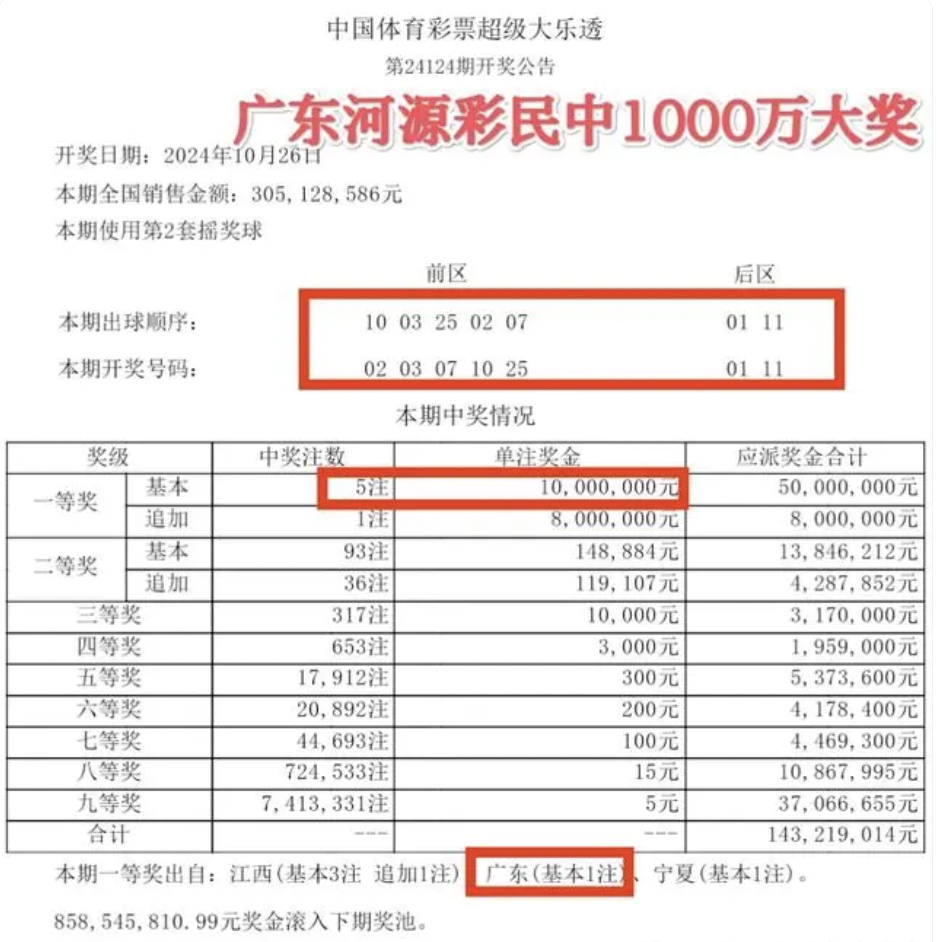 中国体育彩票超级大乐透
第24124期开奖公告
广东河源彩民中1000万大奖
开奖日期：2024年10月26日
本期全国销售金额：305,128,586元
本期使用第2套摇奖球
前区 后区
本期出球顺序： 10 03 25 02 07 01 11
本期开奖号码： 02 03 07 10 25 01 11
本期中奖情况
奖级 中奖注数 单注奖金 应派奖金合计
一等奖 基本 5注 10,000,000元 50,000,000元
追加 1注 8,000,000元 8,000,000元
二等奖 基本 93注 148,884元 13,846,212元
追加 36注 119,107元 4,287,852元
三等奖 317注 10,000元 3,170,000元
四等奖 653注 3,000元 1,959,000元
五等奖 17,912注 300元 5,373,600元
六等奖 20,892注 200元 4,178,400元
七等奖 44,693注 100元 4,469,300元
八等奖 724,533注 15元 10,867,995元
九等奖 7,413,331注 5元 37,066,655元
合计 --- --- 143,219,014元
本期一等奖出自：江西(基本3注 追加1注)、广东(基本1注)、宁夏(基本1注)。
858,545,810.99元奖金滚入下期奖池。